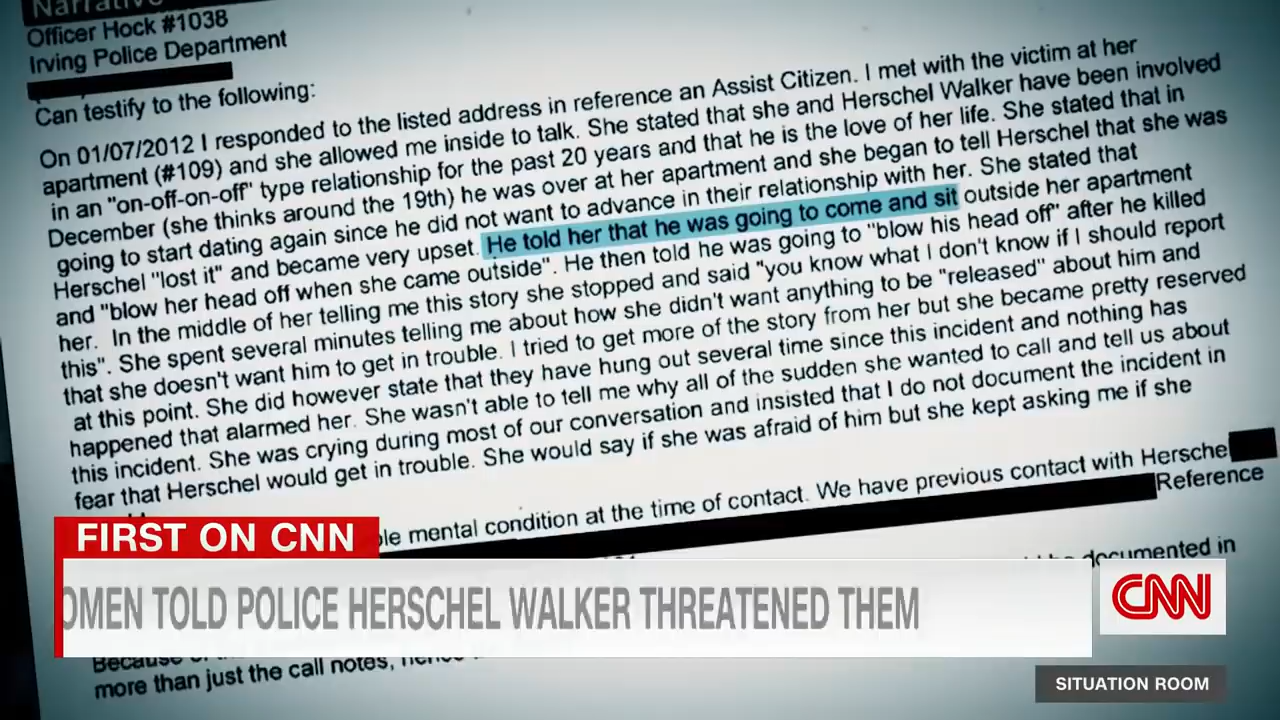 Narrative
Officer Hock #1038
Irving Police Department
Can testify to the following:
On 01/07/2012 I responded to the listed address in reference an Assist Citizen. I met with the victim at her
apartment (#109) and she allowed me inside to talk. She stated that she and Herschel Walker have been involved
in an "on-off-on-off" type relationship for the past 20 years and that he is the love of her life. She stated that in
December (she thinks around the 19th) he was over at her apartment and she began to tell Herschel that she was
going to start dating again since he did not want to advance in their relationship with her. She stated that
Herschel "lost it" and became very upset. He told her that he was going to come and sit outside her apartment
and "blow her head off when she came outside". He then told he was going to "blow his head off" after he killed
her. In the middle of her telling me this story she stopped and said "you know what I don't know if I should report
this". She spent several minutes telling me about how she didn't want anything to be "released" about him and
that she doesn't want him to get in trouble. I tried to get more of the story from her but she became pretty reserved
at this point. She did however state that they have hung out several time since this incident and nothing has
happened that alarmed her. She wasn't able to tell me why all of the sudden she wanted to call and tell us about
this incident. She was crying during most of our conversation and insisted that I do not document the incident in
fear that Herschel would get in trouble. She would say if she was afraid of him but she kept asking me if she
ble mental condition at the time of contact. We have previous contact with Hersche
Reference
documented in
FIRST ON CNN
OMEN TOLD POLICE HERSCHEL WALKER THREATENED THEM
CNN
Because
more than just the call notes,
SITUATION ROOM